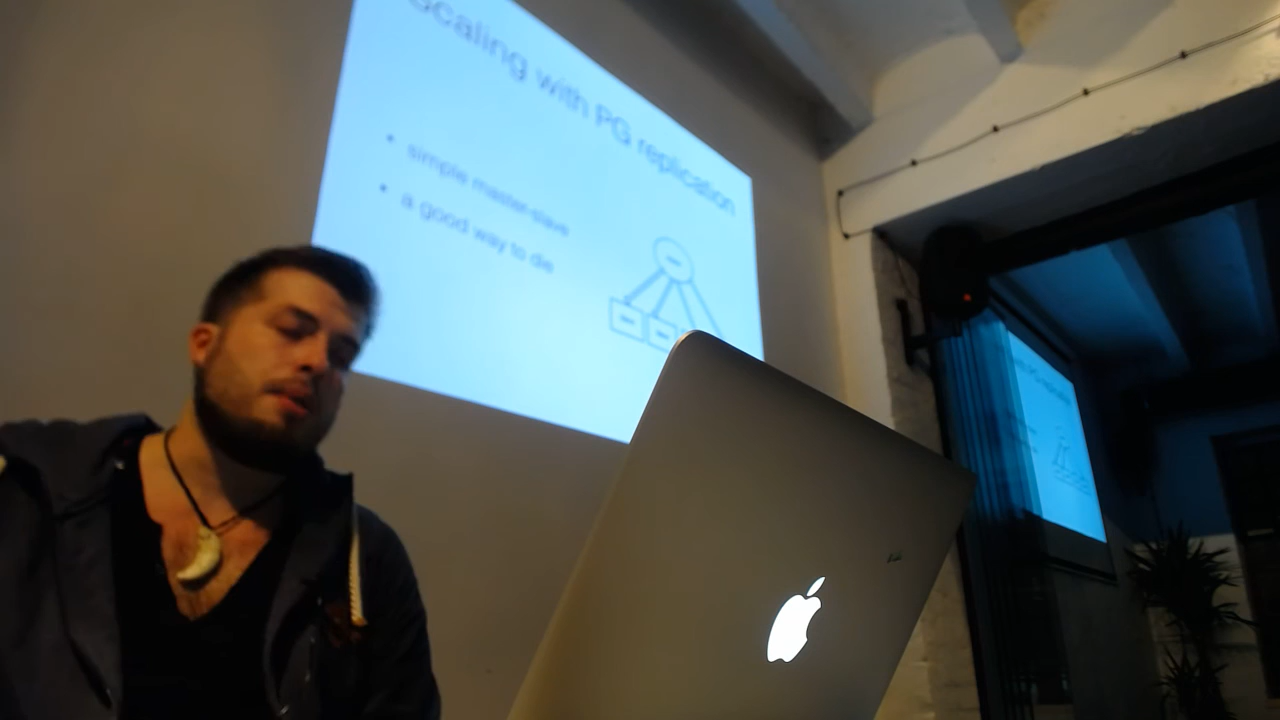 Scaling with PG replication
• simple master-slave
• a good way to die